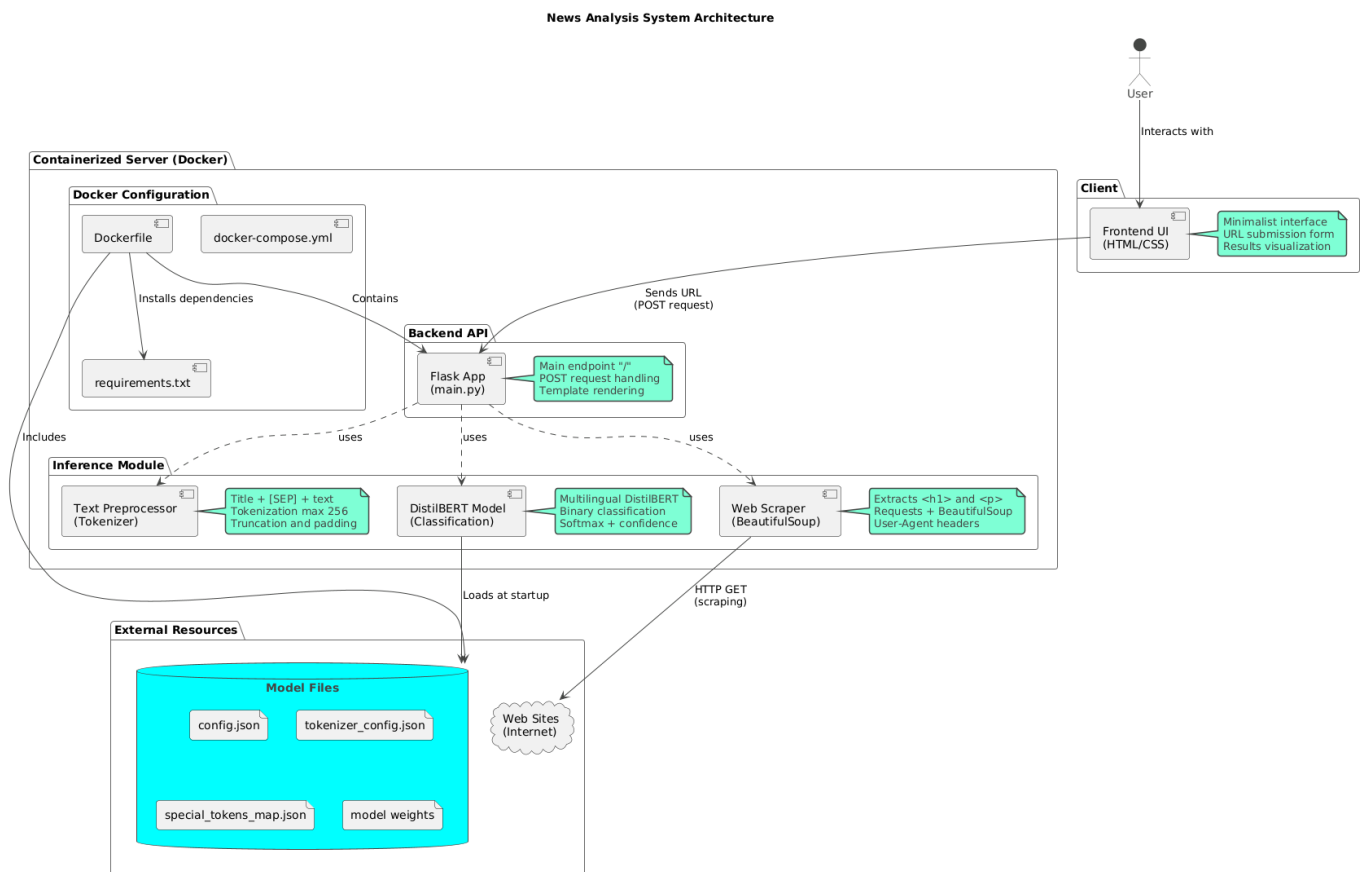 News Analysis System Architecture
User
Interacts with
Containerized Server (Docker)
Client
Docker Configuration
Dockerfile
docker-compose.yml
Frontend UI
(HTML/CSS)
Minimalist interface
URL submission form
Results visualization
Installs dependencies
Contains
Sends URL
(POST request)
Backend API
requirements.txt
Flask App
(main.py)
Main endpoint "/"
POST request handling
Template rendering
Includes
uses
uses
uses
Inference Module
Text Preprocessor
(Tokenizer)
Title + [SEP] + text
Tokenization max 256
Truncation and padding
DistilBERT Model
(Classification)
Multilingual DistilBERT
Binary classification
Softmax + confidence
Web Scraper
(BeautifulSoup)
Extracts <h1> and <p>
Requests + BeautifulSoup
User-Agent headers
Loads at startup
HTTP GET
(scraping)
External Resources
Model Files
config.json
tokenizer_config.json
special_tokens_map.json
model weights
Web Sites
(Internet)